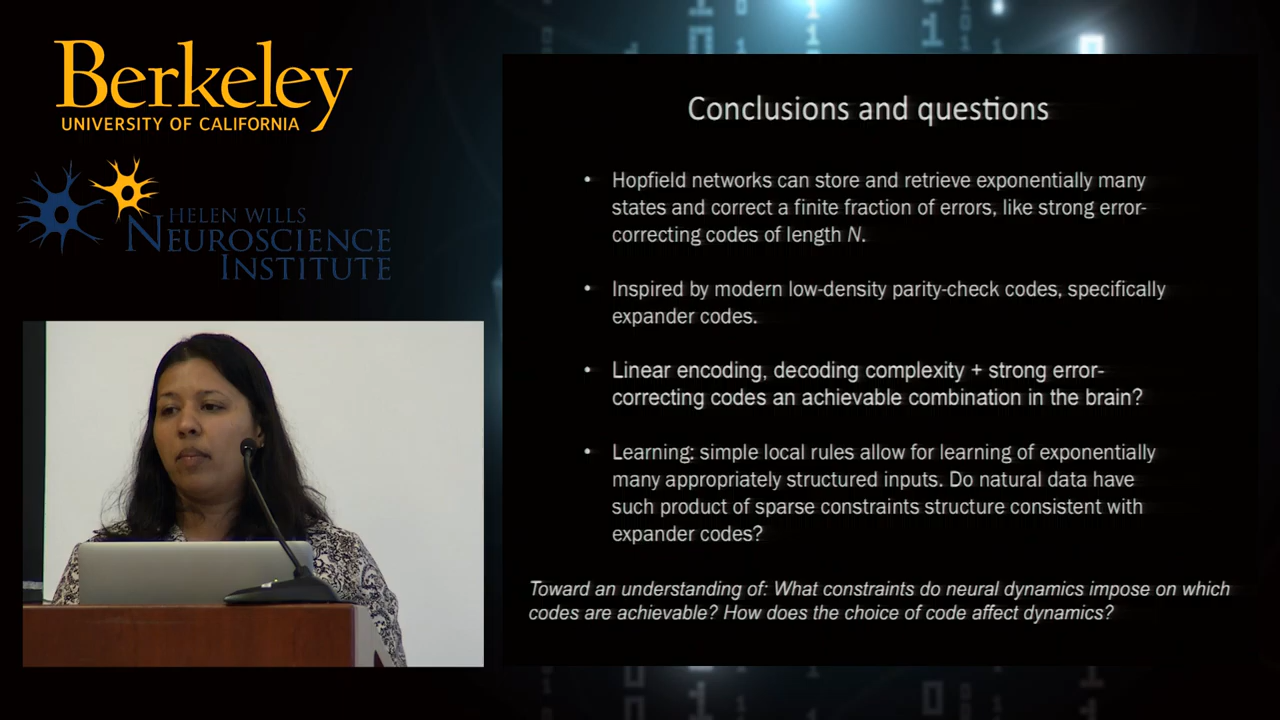 Berkeley
UNIVERSITY OF CALIFORNIA
HELEN WILLS
NEUROSCIENCE
INSTITUTE
Conclusions and questions
• Hopfield networks can store and retrieve exponentially many
states and correct a finite fraction of errors, like strong error-
correcting codes of length N.
• Inspired by modern low-density parity-check codes, specifically
expander codes.
• Linear encoding, decoding complexity + strong error-
correcting codes an achievable combination in the brain?
• Learning: simple local rules allow for learning of exponentially
many appropriately structured inputs. Do natural data have
such product of sparse constraints structure consistent with
expander codes?
Toward an understanding of: What constraints do neural dynamics impose on which
codes are achievable? How does the choice of code affect dynamics?